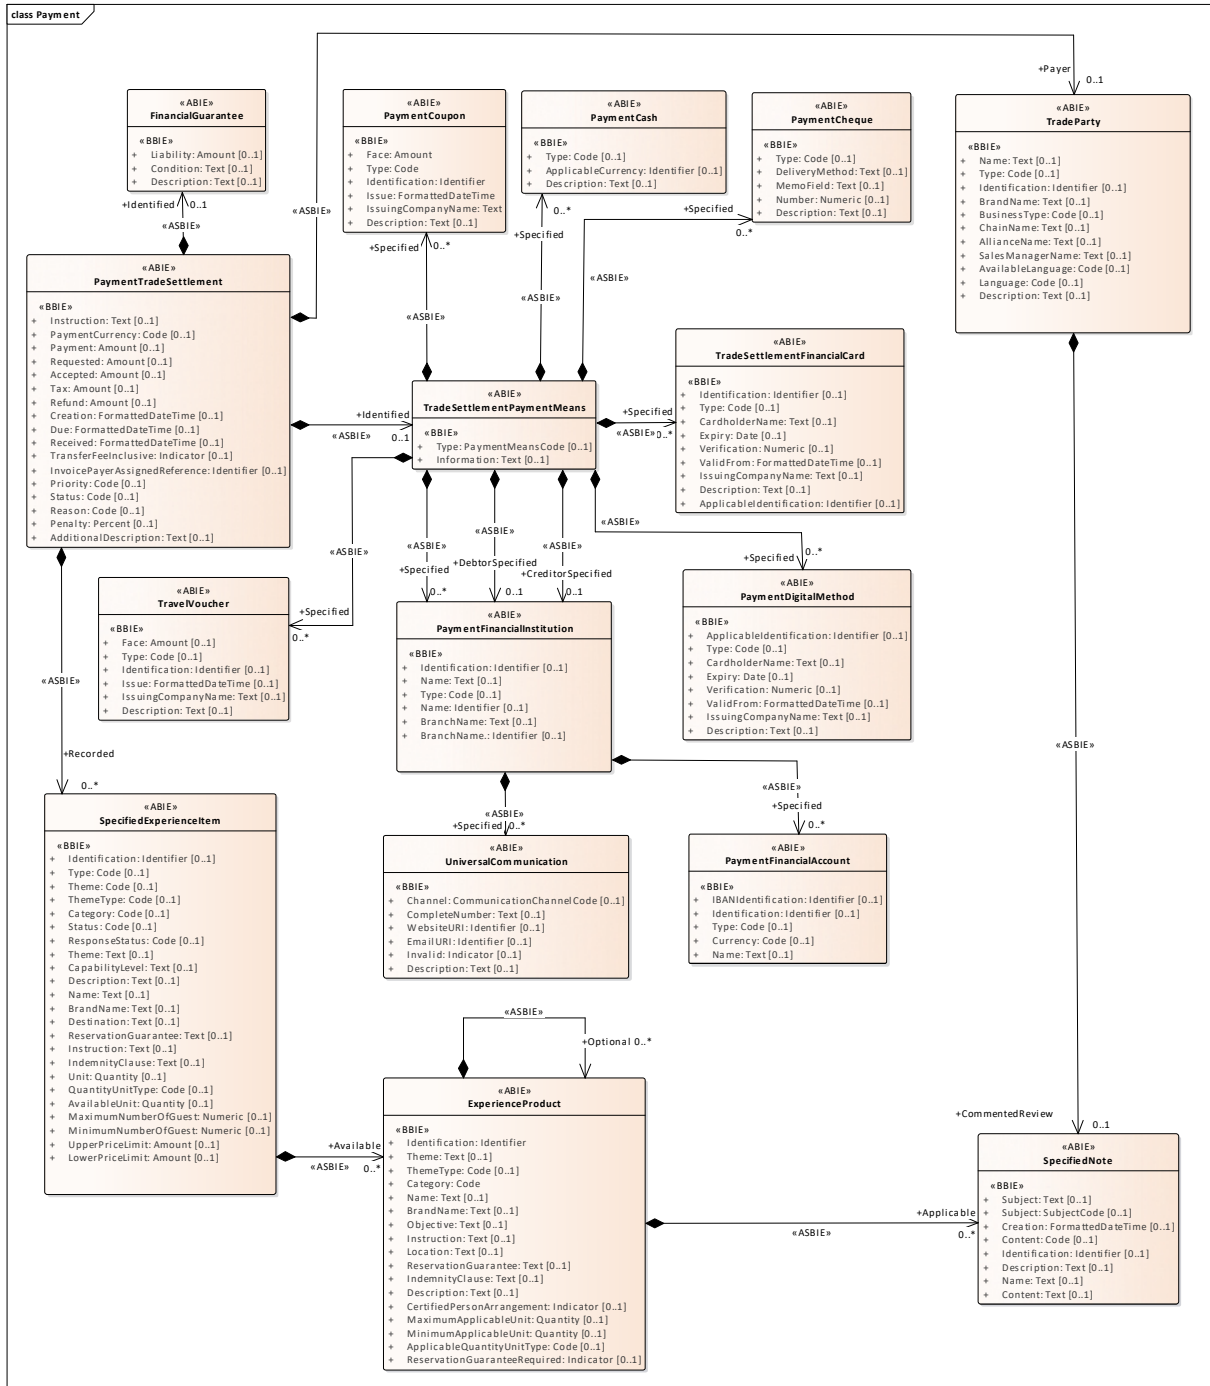 class Payment
+Payer
0..1
«ABIE»
FinancialGuarantee
«BBIE»
+ Liability: Amount [0..1]
+ Condition: Text [0..1]
+ Description: Text [0..1]
+Identified
0..1
«ASBIE»
«ASBIE»
«ABIE»
PaymentCoupon
«BBIE»
+ Face: Amount
+ Type: Code
+ Identification: Identifier
+ Issue: FormattedDateTime
+ IssuingCompanyName: Text
+ Description: Text [0..1]
+Specified
0..*
«ASBIE»
«ABIE»
PaymentCash
«BBIE»
+ Type: Code [0..1]
+ ApplicableCurrency: Identifier [0..1]
+ Description: Text [0..1]
0..*
+Specified
«ASBIE»
«ABIE»
PaymentCheque
«BBIE»
+ Type: Code [0..1]
+ DeliveryMethod: Text [0..1]
+ MemoField: Text [0..1]
+ Number: Numeric [0..1]
+ Description: Text [0..1]
+Specified
0..*
«ASBIE»
«ABIE»
TradeParty
«BBIE»
+ Name: Text [0..1]
+ Type: Code [0..1]
+ Identification: Identifier [0..1]
+ BrandName: Text [0..1]
+ BusinessType: Code [0..1]
+ ChainName: Text [0..1]
+ AllianceName: Text [0..1]
+ SalesManagerName: Text [0..1]
+ AvailableLanguage: Code [0..1]
+ Language: Code [0..1]
+ Description: Text [0..1]
«ABIE»
PaymentTradeSettlement
«BBIE»
+ Instruction: Text [0..1]
+ PaymentCurrency: Code [0..1]
+ Payment: Amount [0..1]
+ Requested: Amount [0..1]
+ Accepted: Amount [0..1]
+ Tax: Amount [0..1]
+ Refund: Amount [0..1]
+ Creation: FormattedDateTime [0..1]
+ Due: FormattedDateTime [0..1]
+ Received: FormattedDateTime [0..1]
+ TransferFeeInclusive: Indicator [0..1]
+ InvoicePayerAssignedReference: Identifier [0..1]
+ Priority: Code [0..1]
+ Status: Code [0..1]
+ Reason: Code [0..1]
+ Penalty: Percent [0..1]
+ AdditionalDescription: Text [0..1]
+Identified
«ASBIE»
0..1
«ABIE»
TradeSettlementPaymentMeans
«BBIE»
+ Type: PaymentMeansCode [0..1]
+ Information: Text [0..1]
+Specified
«ASBIE»
0..*
«ABIE»
TradeSettlementFinancialCard
«BBIE»
+ Identification: Identifier [0..1]
+ Type: Code [0..1]
+ CardholderName: Text [0..1]
+ Expiry: Date [0..1]
+ Verification: Numeric [0..1]
+ ValidFrom: FormattedDateTime [0..1]
+ IssuingCompanyName: Text [0..1]
+ Description: Text [0..1]
+ ApplicableIdentification: Identifier [0..1]
«ASBIE»
+Specified
0..*
«ABIE»
TravelVoucher
«BBIE»
+ Face: Amount [0..1]
+ Type: Code [0..1]
+ Identification: Identifier [0..1]
+ Issue: FormattedDateTime [0..1]
+ IssuingCompanyName: Text [0..1]
+ Description: Text [0..1]
«ASBIE»
+Specified
0..*
«ASBIE»
+DebtorSpecified
0..1
«ASBIE»
+CreditorSpecified
0..1
«ABIE»
PaymentFinancialInstitution
«BBIE»
+ Identification: Identifier [0..1]
+ Name: Text [0..1]
+ Type: Code [0..1]
+ Name: Identifier [0..1]
+ BranchName: Text [0..1]
+ BranchName.: Identifier [0..1]
«ASBIE»
+Specified
0..*
«ABIE»
PaymentDigitalMethod
«BBIE»
+ ApplicableIdentification: Identifier [0..1]
+ Type: Code [0..1]
+ CardholderName: Text [0..1]
+ Expiry: Date [0..1]
+ Verification: Numeric [0..1]
+ ValidFrom: FormattedDateTime [0..1]
+ IssuingCompanyName: Text [0..1]
+ Description: Text [0..1]
«ASBIE»
+Recorded
0..*
«ABIE»
SpecifiedExperienceItem
«BBIE»
+ Identification: Identifier [0..1]
+ Type: Code [0..1]
+ Theme: Code [0..1]
+ ThemeType: Code [0..1]
+ Category: Code [0..1]
+ Status: Code [0..1]
+ ResponseStatus: Code [0..1]
+ Theme: Text [0..1]
+ CapabilityLevel: Text [0..1]
+ Description: Text [0..1]
+ Name: Text [0..1]
+ BrandName: Text [0..1]
+ Destination: Text [0..1]
+ ReservationGuarantee: Text [0..1]
+ Instruction: Text [0..1]
+ IndemnityClause: Text [0..1]
+ Unit: Quantity [0..1]
+ QuantityUnitType: Code [0..1]
+ AvailableUnit: Quantity [0..1]
+ MaximumNumberOfGuest: Numeric [0..1]
+ MinimumNumberOfGuest: Numeric [0..1]
+ UpperPriceLimit: Amount [0..1]
+ LowerPriceLimit: Amount [0..1]
«ASBIE»
+Specified
0..*
«ABIE»
UniversalCommunication
«BBIE»
+ Channel: CommunicationChannelCode [0..1]
+ CompleteNumber: Text [0..1]
+ WebsiteURI: Identifier [0..1]
+ EmailURI: Identifier [0..1]
+ Invalid: Indicator [0..1]
+ Description: Text [0..1]
«ASBIE»
+Specified
0..*
«ABIE»
PaymentFinancialAccount
«BBIE»
+ IBANIdentification: Identifier [0..1]
+ Identification: Identifier [0..1]
+ Type: Code [0..1]
+ Currency: Code [0..1]
+ Name: Text [0..1]
«ASBIE»
+CommentedReview
0..1
«ASBIE»
+Optional 0..*
+Available
«ASBIE»
0..*
«ABIE»
ExperienceProduct
«BBIE»
+ Identification: Identifier
+ Theme: Text [0..1]
+ ThemeType: Code [0..1]
+ Category: Code
+ Name: Text [0..1]
+ BrandName: Text [0..1]
+ Objective: Text [0..1]
+ Instruction: Text [0..1]
+ Location: Text [0..1]
+ ReservationGuarantee: Text [0..1]
+ IndemnityClause: Text [0..1]
+ Description: Text [0..1]
+ CertifiedPersonArrangement: Indicator [0..1]
+ MaximumApplicableUnit: Quantity [0..1]
+ MinimumApplicableUnit: Quantity [0..1]
+ ApplicableQuantityUnitType: Code [0..1]
+ ReservationGuaranteeRequired: Indicator [0..1]
«ASBIE»
+Applicable
0..*
«ABIE»
SpecifiedNote
«BBIE»
+ Subject: Text [0..1]
+ Subject: SubjectCode [0..1]
+ Creation: FormattedDateTime [0..1]
+ Content: Code [0..1]
+ Identification: Identifier [0..1]
+ Description: Text [0..1]
+ Name: Text [0..1]
+ Content: Text [0..1]